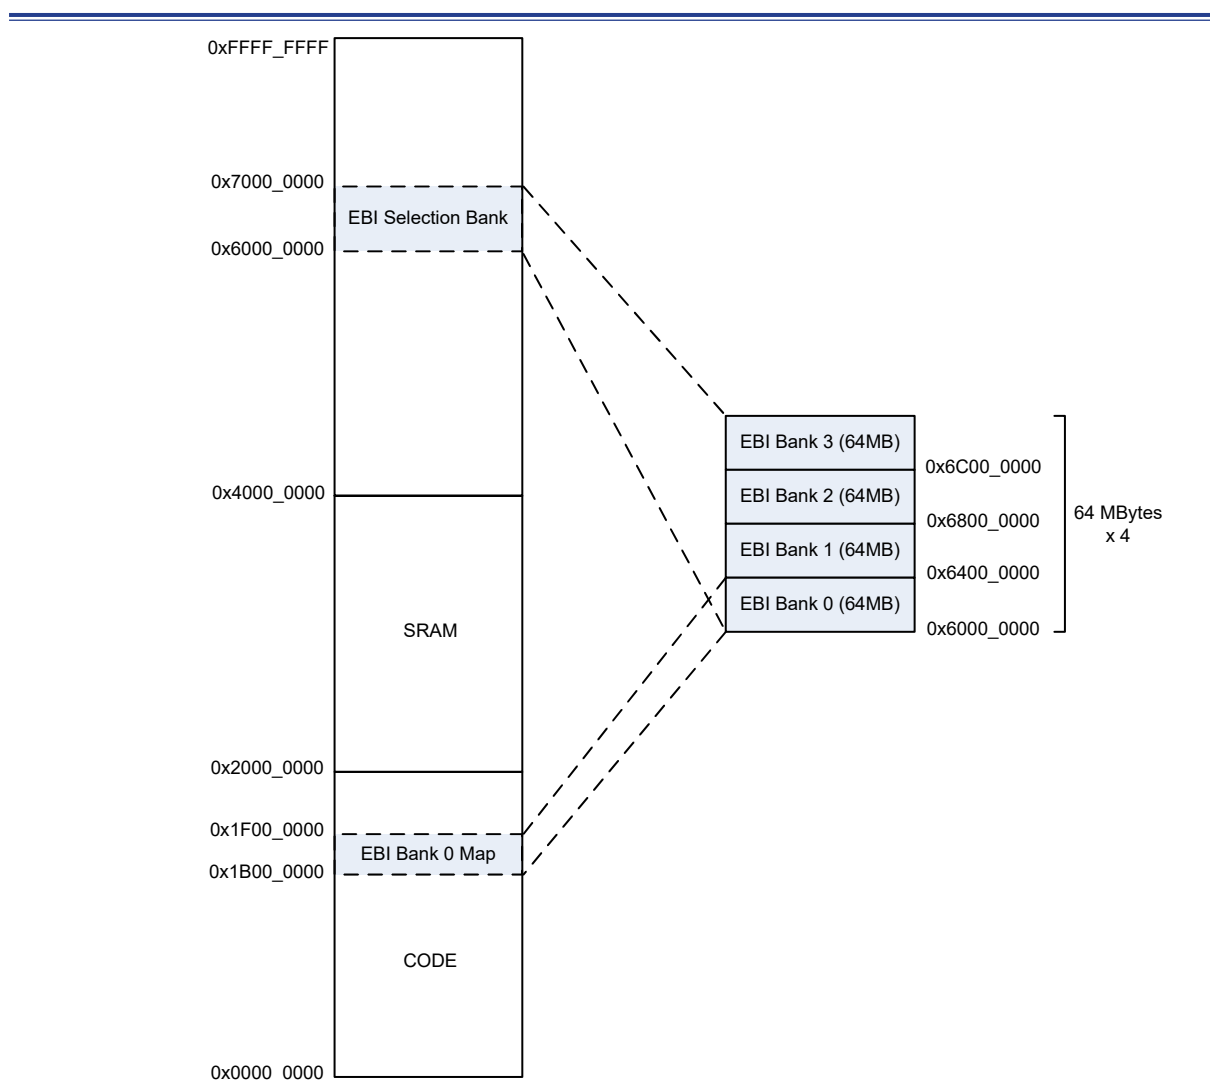 0xFFFF_FFFF
0x7000_0000
EBI Selection Bank
0x6000_0000
EBI Bank 3 (64MB)
0x6C00_0000
0x4000_0000
EBI Bank 2 (64MB)
0x6800_0000
64 MBytes
x 4
EBI Bank 1 (64MB)
0x6400_0000
EBI Bank 0 (64MB)
0x6000_0000
SRAM
0x2000_0000
0x1F00_0000
EBI Bank 0 Map
0x1B00_0000
CODE
0x0000_0000